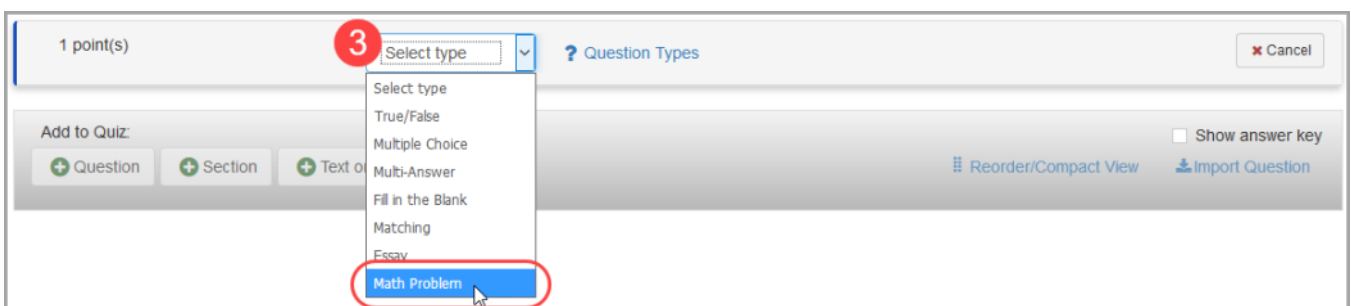 1 point(s)
3
Select type
? Question Types
Cancel
Select type
True/False
Multiple Choice
Multi-Answer
Fill in the Blank
Matching
Essay
Math Problem
Add to Quiz:
Show answer key
Question
Section
Text
Reorder/Compact View
Import Question